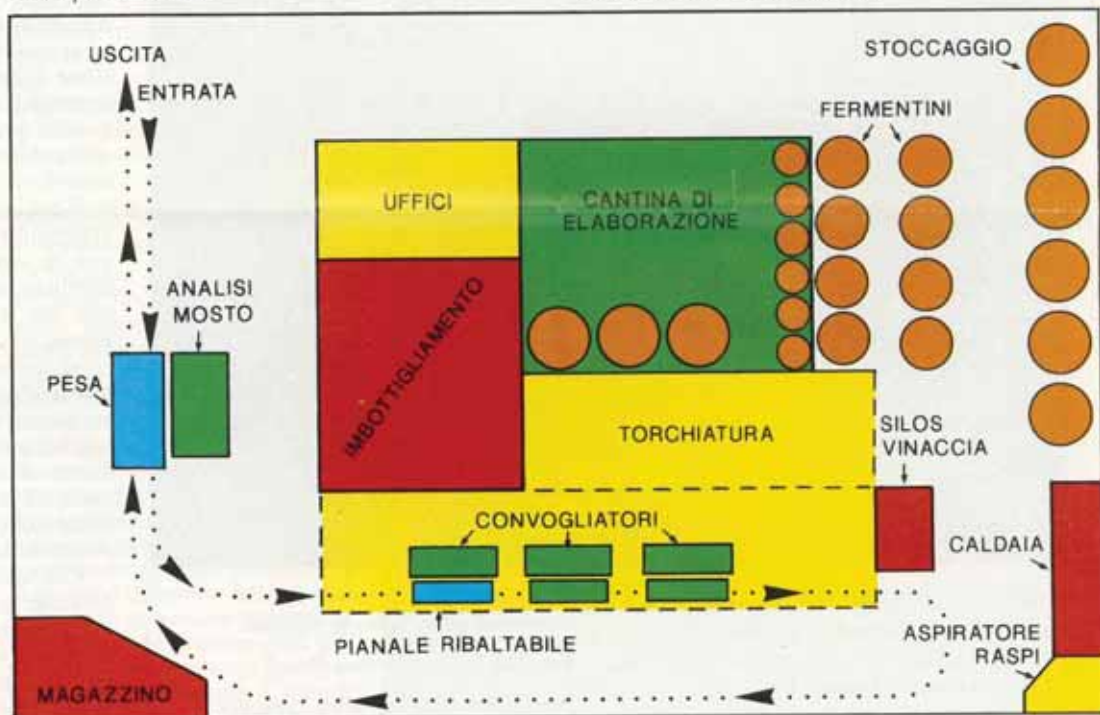 USCITA
ENTRATA
STOCCAGGIO
FERMENTINI
UFFICI
CANTINA DI
ELABORAZIONE
ANALISI
MOSTO
PESA
IMBOTTIGLIAMENTO
TORCHIATURA
SILOS
VINACCIA
CONVOGLIATORI
CALDAIA
PIANALE RIBALTABILE
ASPIRATORE
RASPI
MAGAZZINO